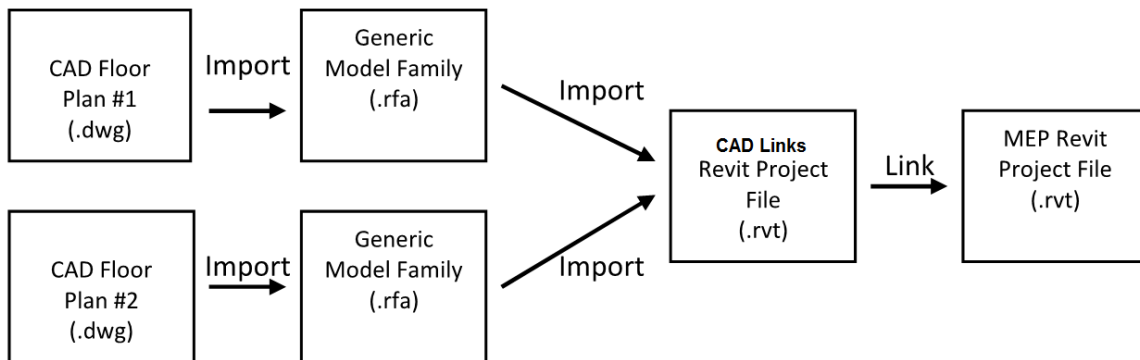 CAD Floor
Plan #1
(.dwg)
Import
Generic
Model Family
(.rfa)
Import
CAD Links
Revit Project
File
(.rvt)
Link
MEP Revit
Project File
(.rvt)
CAD Floor
Plan #2
(.dwg)
Import
Generic
Model Family
(.rfa)
Import